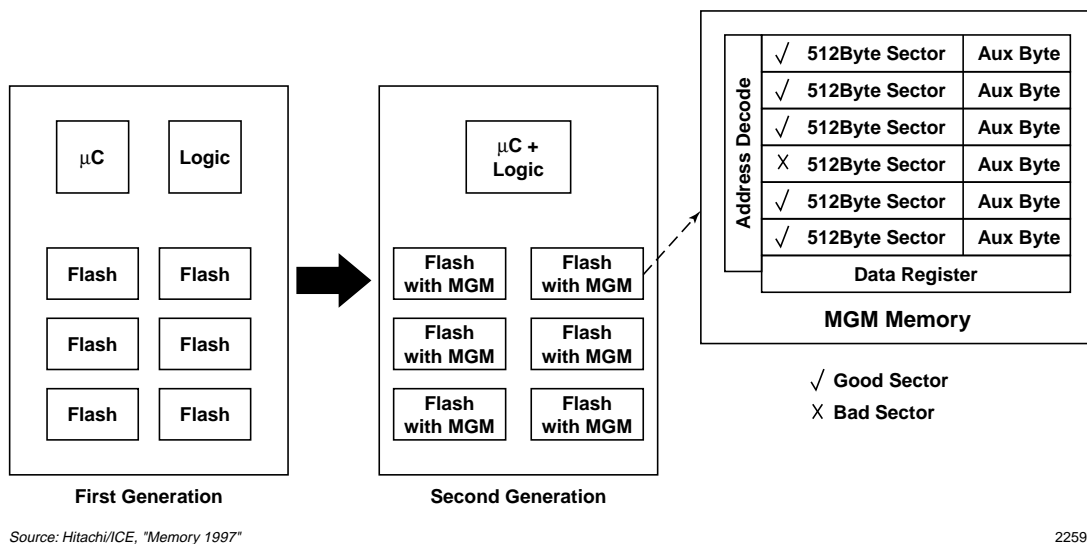 μC
Logic
Flash
Flash
Flash
Flash
Flash
Flash
First Generation
μC +
Logic
Flash
with MGM
Flash
with MGM
Flash
with MGM
Flash
with MGM
Flash
with MGM
Flash
with MGM
Second Generation
Address Decode
√ 512Byte Sector Aux Byte
√ 512Byte Sector Aux Byte
√ 512Byte Sector Aux Byte
X 512Byte Sector Aux Byte
√ 512Byte Sector Aux Byte
√ 512Byte Sector Aux Byte
Data Register
MGM Memory
√ Good Sector
X Bad Sector
Source: Hitachi/ICE, "Memory 1997"
2259